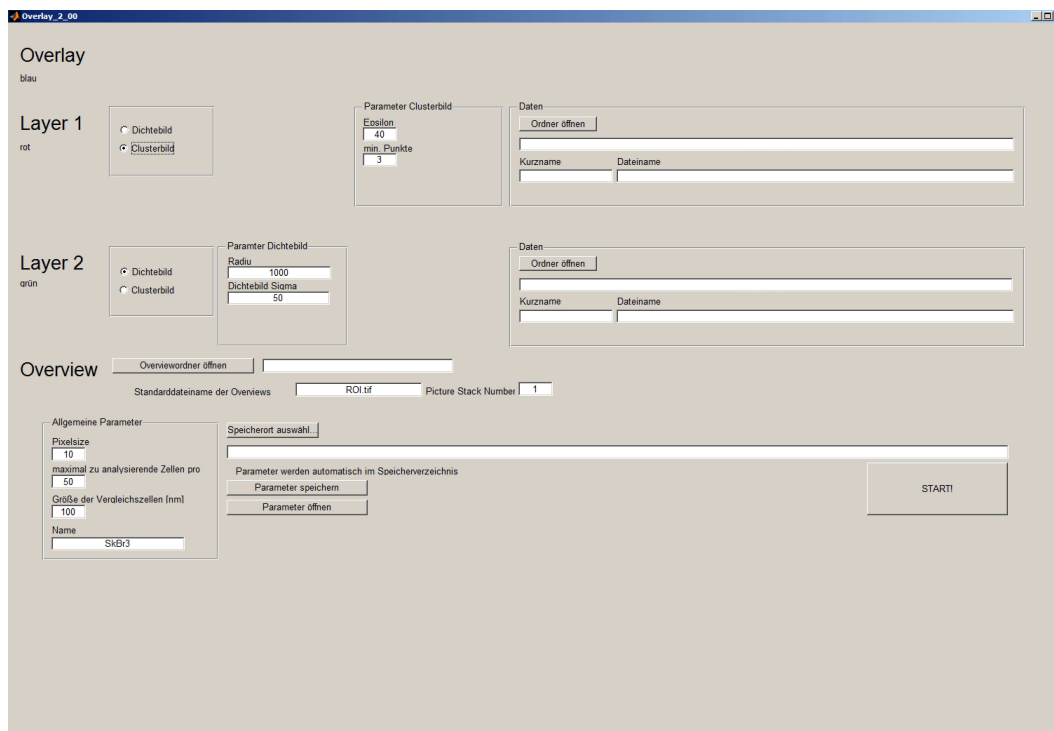 Overlay_2_00
Overlay
blau
Layer 1
rot
Dichtebild
Clusterbild
Parameter Clusterbild
Epsilon
40
min. Punkte
3
Daten
Ordner öffnen
Kurzname Dateiname
Layer 2
grün
Dichtebild
Clusterbild
Paramter Dichtebild
Radiu
1000
Dichtebild Sigma
50
Daten
Ordner öffnen
Kurzname Dateiname
Overview Overviewordner öffnen
Standarddateiname der Overviews ROI.tif Picture Stack Number 1
Allgemeine Parameter
Pixelsize
10
maximal zu analysierende Zellen pro
50
Größe der Vergleichszellen [nm]
100
Name
SkBr3
Speicherort auswähl...
Parameter werden automatisch im Speicherverzeichnis
Parameter speichern
Parameter öffnen
START!